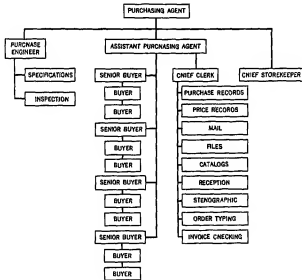 PURCHASING AGENT
PURCHASE
ENGINEER
ASSISTANT PURCHASING AGENT
CHIEF STOREKEEPER
SPECIFICATIONS
INSPECTION
SENIOR BUYER
BUYER
BUYER
SENIOR BUYER
BUYER
BUYER
SENIOR BUYER
BUYER
BUYER
SENIOR BUYER
BUYER
BUYER
CHIEF CLERK
PURCHASE RECORDS
PRICE RECORDS
MAIL
FILES
CATALOGS
RECEPTION
STENOGRAPHIC
ORDER TYPING
INVOICE CHECKING